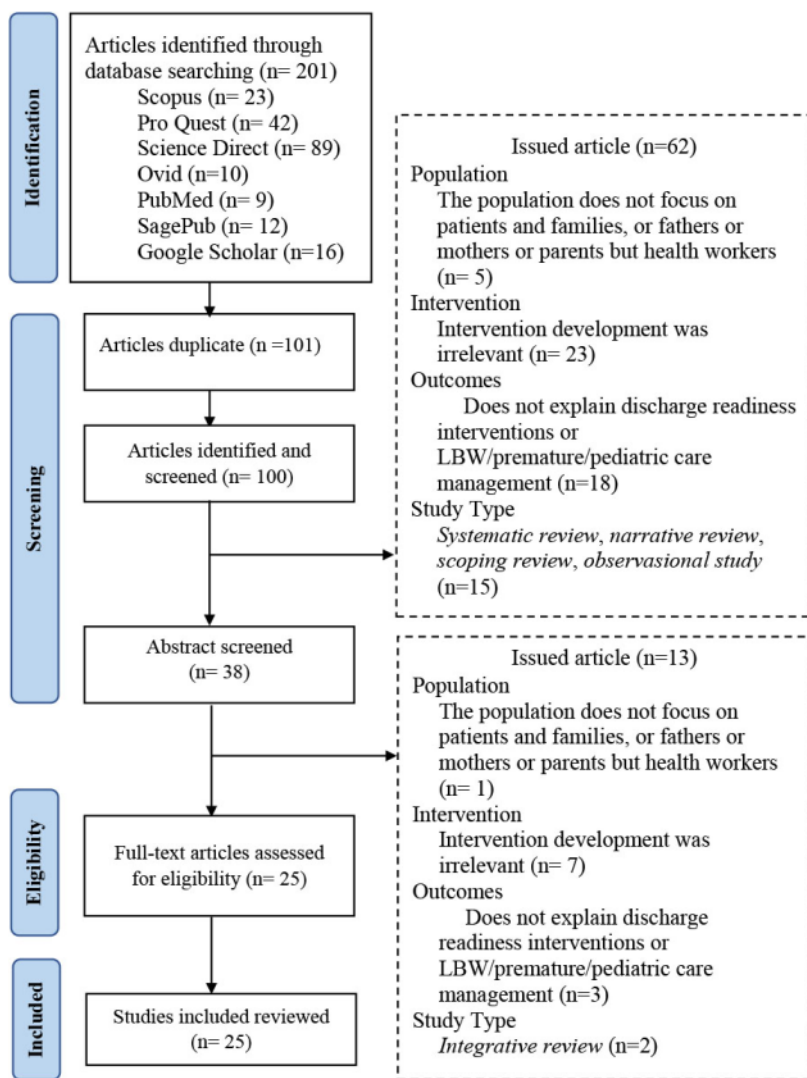 Identification
Articles identified through
database searching (n= 201)
Scopus (n= 23)
Pro Quest (n= 42)
Science Direct (n= 89)
Ovid (n=10)
PubMed (n= 9)
SagePub (n= 12)
Google Scholar (n=16)
Screening
Articles duplicate (n =101)
Articles identified and
screened (n= 100)
Issued article (n=62)
Population
The population does not focus on
patients and families, or fathers or
mothers or parents but health workers
(n= 5)
Intervention
Intervention development was
irrelevant (n= 23)
Outcomes
Does not explain discharge readiness
interventions or
LBW/premature/pediatric care
management (n=18)
Study Type
Systematic review, narrative review,
scoping review, observasional study
(n=15)
Abstract screened
(n= 38)
Issued article (n=13)
Population
The population does not focus on
patients and families, or fathers or
mothers or parents but health workers
(n= 1)
Intervention
Intervention development was
irrelevant (n= 7)
Outcomes
Does not explain discharge
readiness interventions or
LBW/premature/pediatric care
management (n=3)
Study Type
Integrative review (n=2)
Eligibility
Full-text articles assessed
for eligibility (n= 25)
Included
Studies included reviewed
(n= 25)